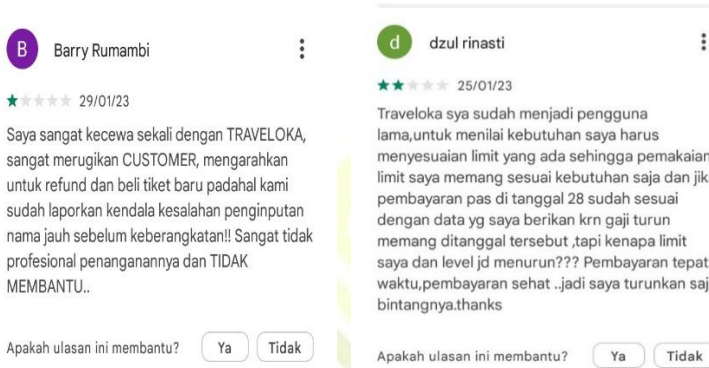 B Barry Rumambi
29/01/23
Saya sangat kecewa sekali dengan TRAVELOKA,
sangat merugikan CUSTOMER, mengarahkan
untuk refund dan beli tiket baru padahal kami
sudah laporkan kendala kesalahan penginputan
nama jauh sebelum keberangkatan!! Sangat tidak
profesional penanganannya dan TIDAK
MEMBANTU..
Apakah ulasan ini membantu? Ya Tidak
d dzul rinasti
25/01/23
Traveloka sya sudah menjadi pengguna
lama,untuk menilai kebutuhan saya harus
menyesuaian limit yang ada sehingga pemakaian
limit saya memang sesuai kebutuhan saja dan jik
pembayaran pas di tanggal 28 sudah sesuai
dengan data yg saya berikan krn gaji turun
memang ditanggal tersebut ,tapi kenapa limit
saya dan level jd menurun??? Pembayaran tepat
waktu,pembayaran sehat ..jadi saya turunkan saj
bintangnya.thanks
Apakah ulasan ini membantu? Ya Tidak